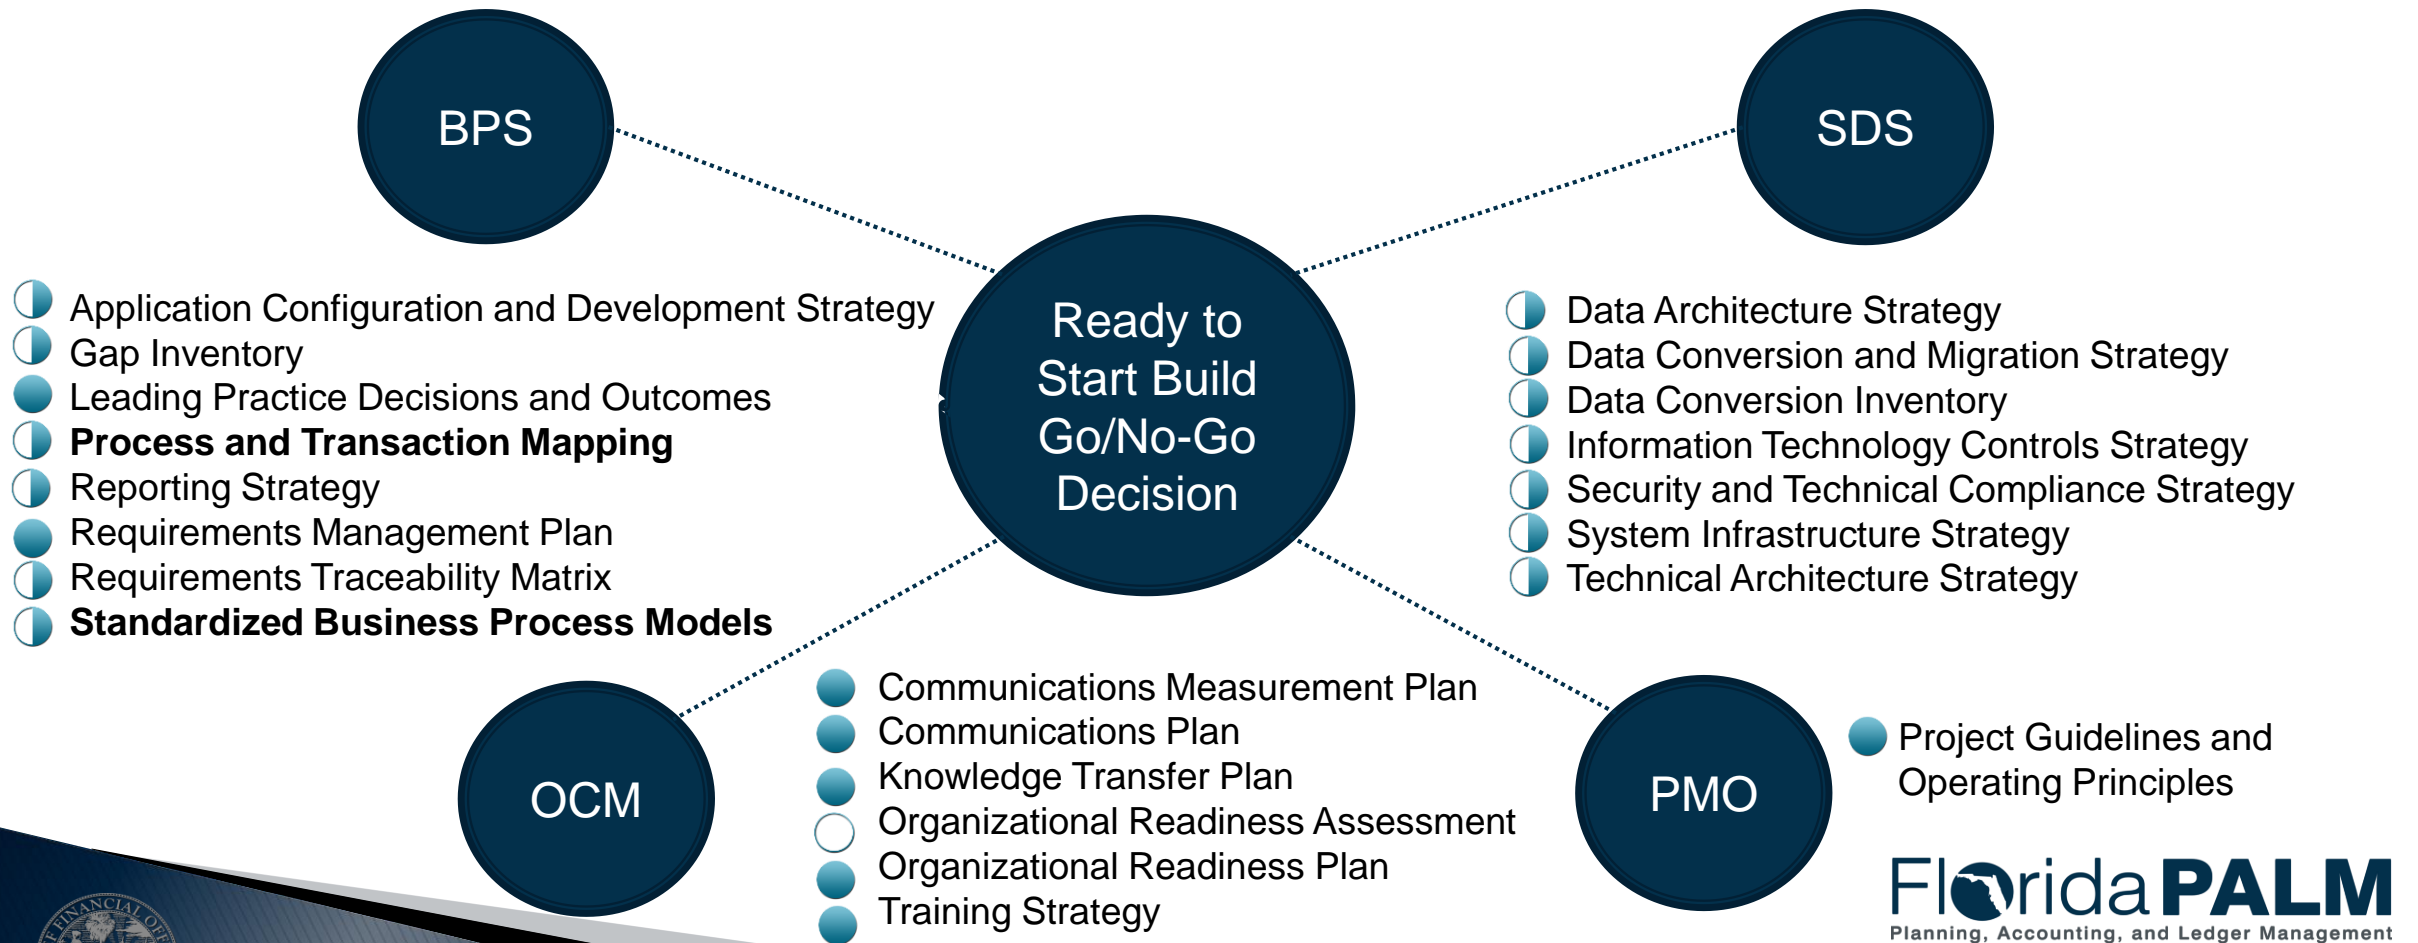 BPS
SDS
Application Configuration and Development Strategy
Gap Inventory
Leading Practice Decisions and Outcomes
Process and Transaction Mapping
Reporting Strategy
Requirements Management Plan
Requirements Traceability Matrix
Standardized Business Process Models
Ready to
Start Build
Go/No-Go
Decision
Data Architecture Strategy
Data Conversion and Migration Strategy
Data Conversion Inventory
Information Technology Controls Strategy
Security and Technical Compliance Strategy
System Infrastructure Strategy
Technical Architecture Strategy
OCM
Communications Measurement Plan
Communications Plan
Knowledge Transfer Plan
Organizational Readiness Assessment
Organizational Readiness Plan
Training Strategy
PMO
Project Guidelines and
Operating Principles
Florida PALM
Planning, Accounting, and Ledger Management
FINANCIAL